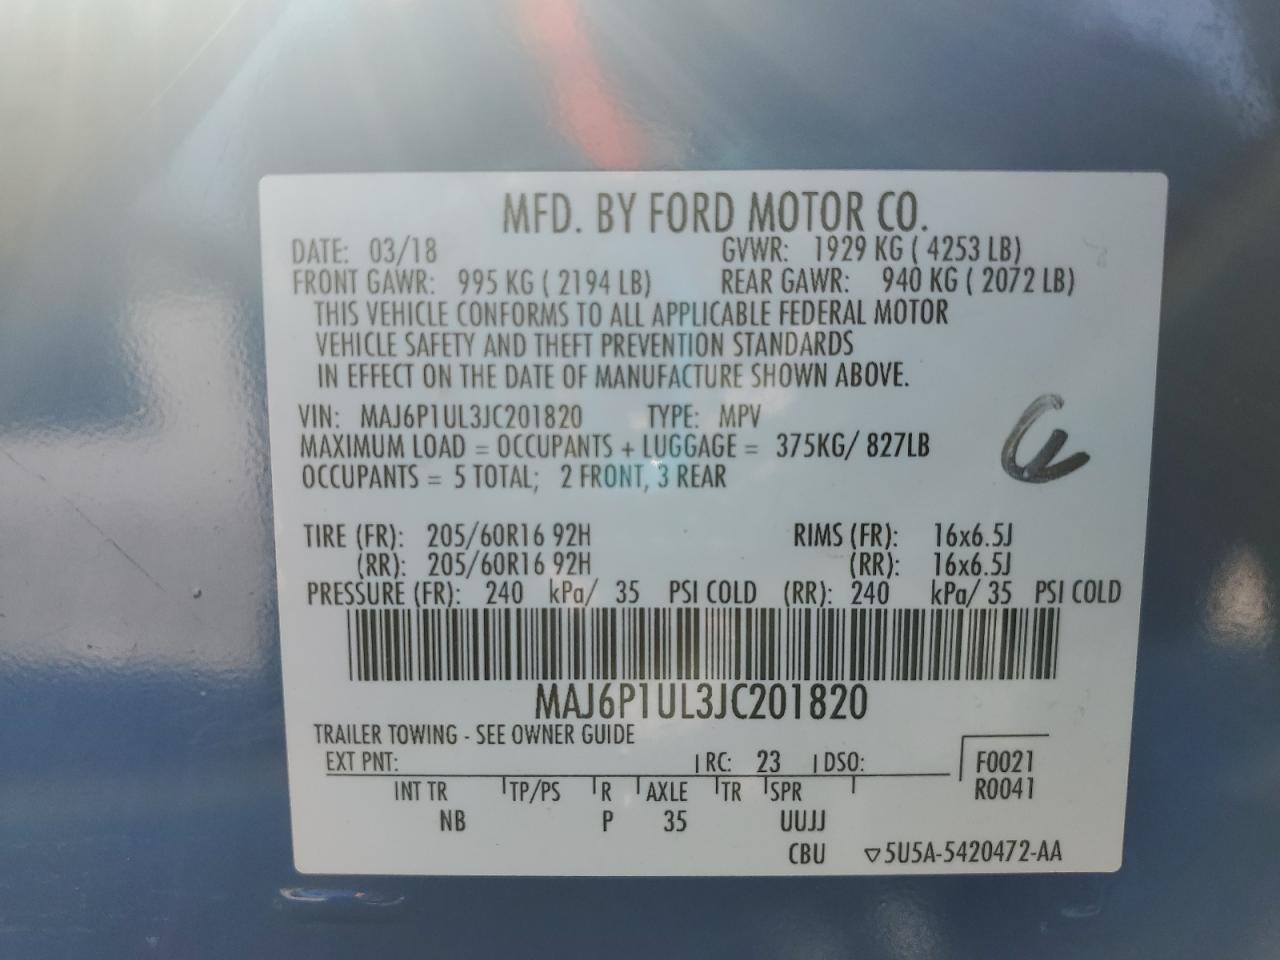 MFD. BY FORD MOTOR CO.
DATE: 03/18 GVWR: 1929 KG ( 4253 LB)
FRONT GAWR: 995 KG ( 2194 LB) REAR GAWR: 940 KG ( 2072 LB)
THIS VEHICLE CONFORMS TO ALL APPLICABLE FEDERAL MOTOR
VEHICLE SAFETY AND THEFT PREVENTION STANDARDS
IN EFFECT ON THE DATE OF MANUFACTURE SHOWN ABOVE.
VIN: MAJ6P1UL3JC201820 TYPE: MPV
MAXIMUM LOAD = OCCUPANTS + LUGGAGE = 375KG/ 827LB
OCCUPANTS = 5 TOTAL; 2 FRONT, 3 REAR
TIRE (FR): 205/60R16 92H RIMS (FR): 16x6.5J
(RR): 205/60R16 92H (RR): 16x6.5J
PRESSURE (FR): 240 kPa/ 35 PSI COLD (RR): 240 kPa/ 35 PSI COLD
MAJ6P1UL3JC201820
TRAILER TOWING - SEE OWNER GUIDE
EXT PNT: RC: 23 DSO: F0021
INT TR TP/PS R AXLE TR SPR R0041
NB P 35 UUJJ
CBU ▽5U5A-5420472-AA